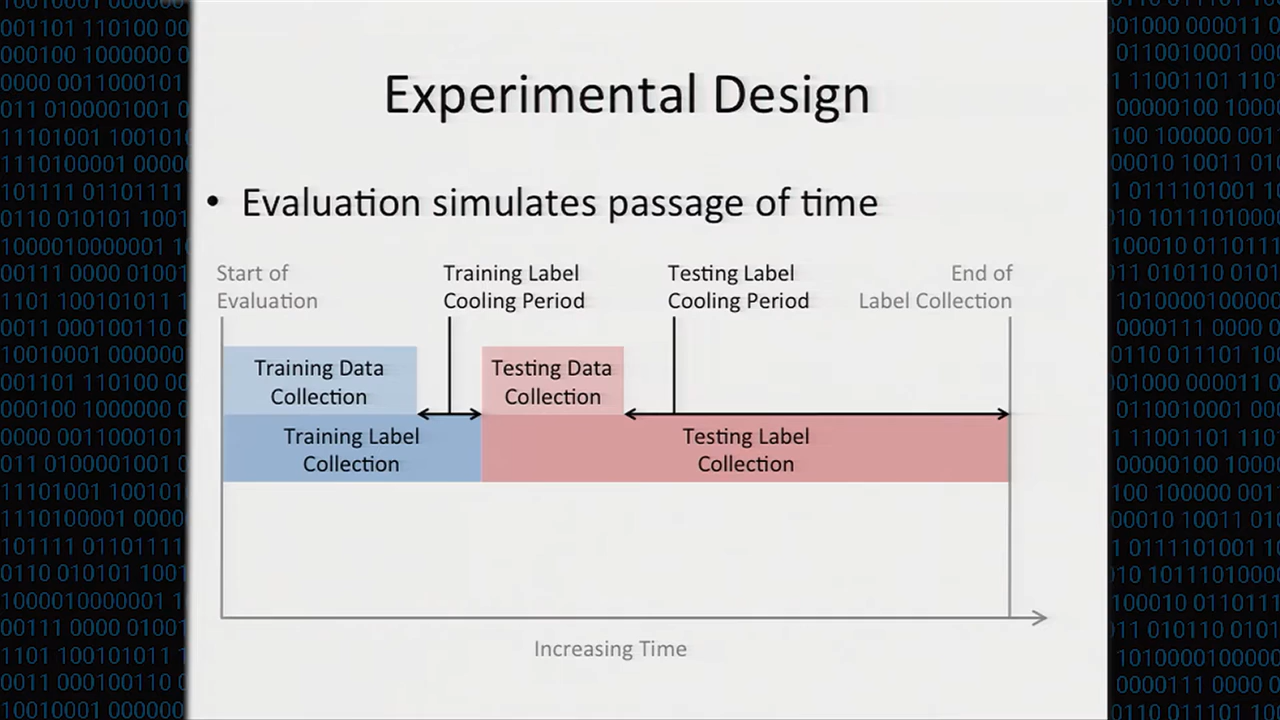 Experimental Design
• Evaluation simulates passage of time
Start of
Evaluation
Training Label
Cooling Period
Testing Label
Cooling Period
End of
Label Collection
Training Data
Collection
Testing Data
Collection
Training Label
Collection
Testing Label
Collection
Increasing Time